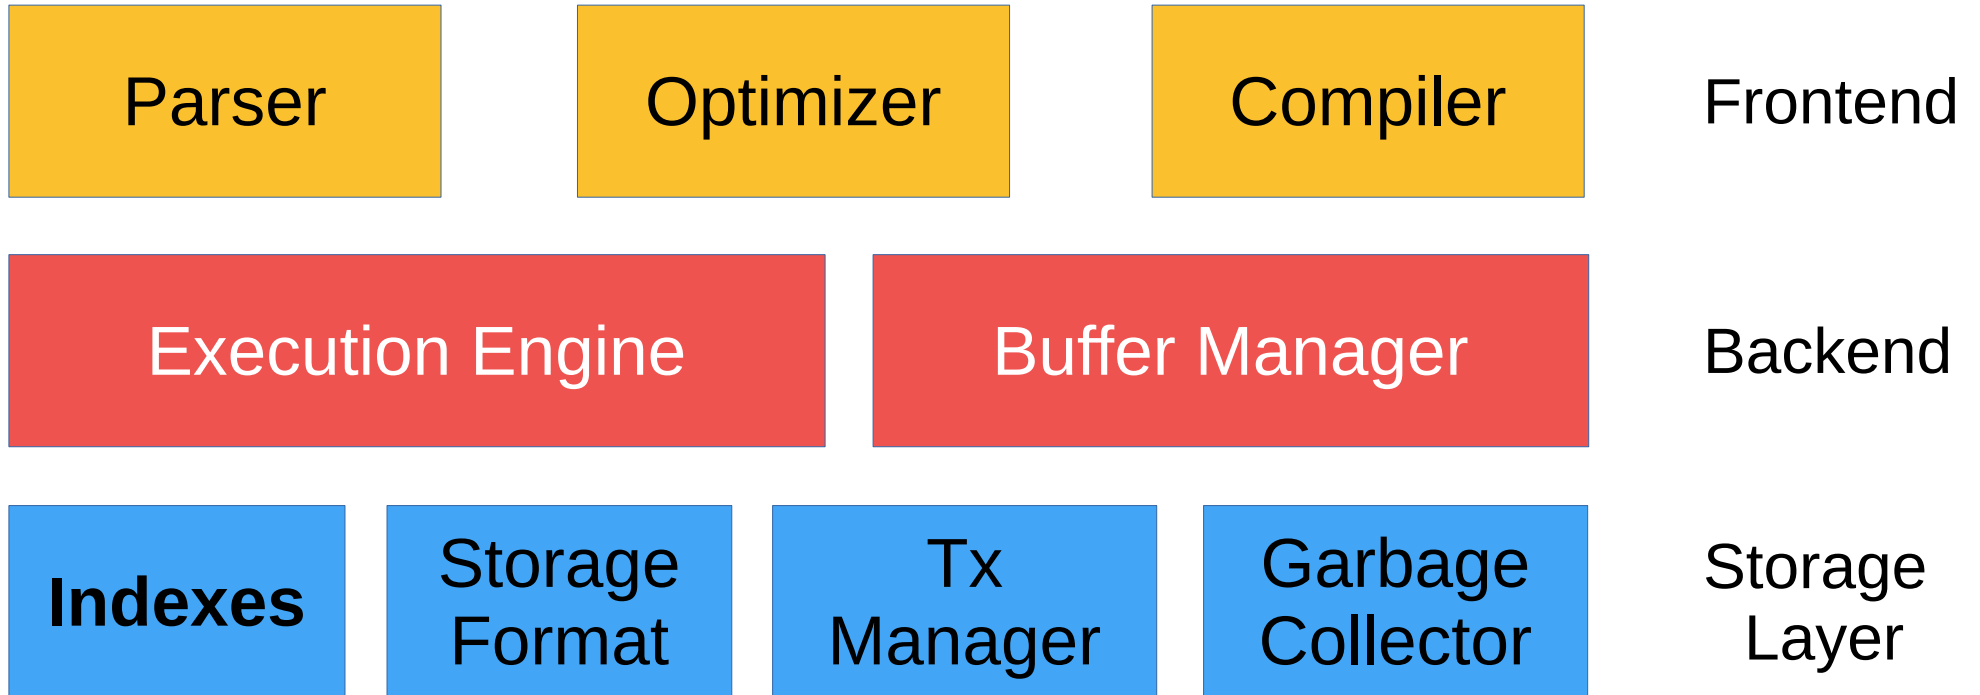 Parser
Optimizer
Compiler
Frontend
Execution Engine
Buffer Manager
Backend
Indexes
Storage
Format
Tx
Manager
Garbage
Collector
Storage
Layer